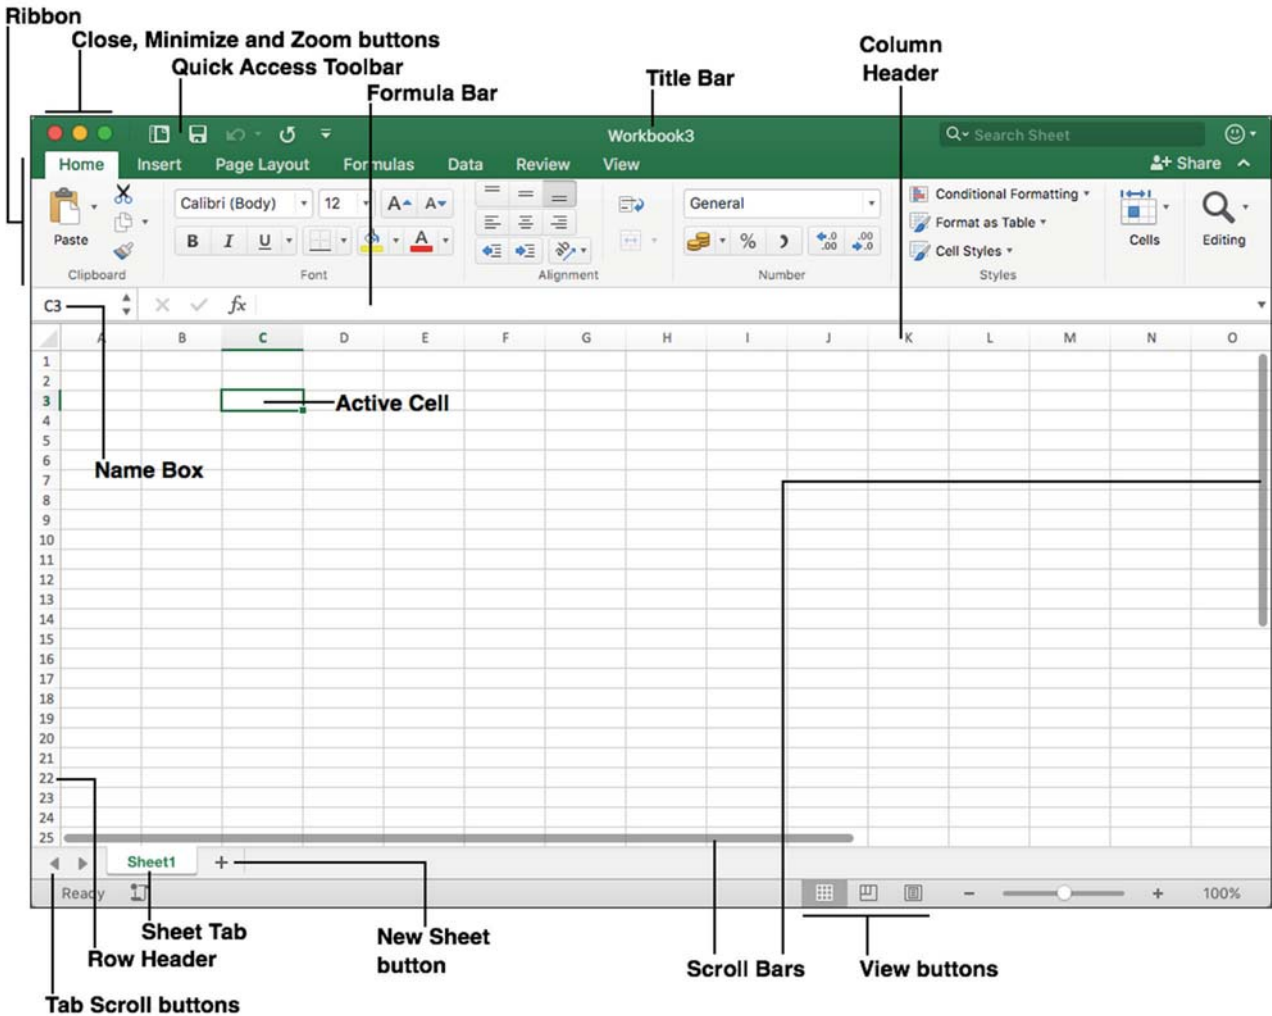 Ribbon
Close, Minimize and Zoom buttons
Quick Access Toolbar
Formula Bar
Title Bar
Column
Header
Workbook3
Search Sheet
Home Insert Page Layout Formulas Data Review View
Share
Paste
Clipboard
Calibri (Body) 12 A A
B I U A
Font
Alignment
General
% .0 .00 .00 .0
Number
Conditional Formatting
Format as Table
Cell Styles
Styles
Cells
Editing
C3 fx
A B C D E F G H I J K L M N O
1
2
3
Active Cell
4
5
6
Name Box
7
8
9
10
11
12
13
14
15
16
17
18
19
20
21
22
23
24
25
Sheet1 +
Ready
- + 100%
Sheet Tab
Row Header
Tab Scroll buttons
New Sheet
button
Scroll Bars
View buttons